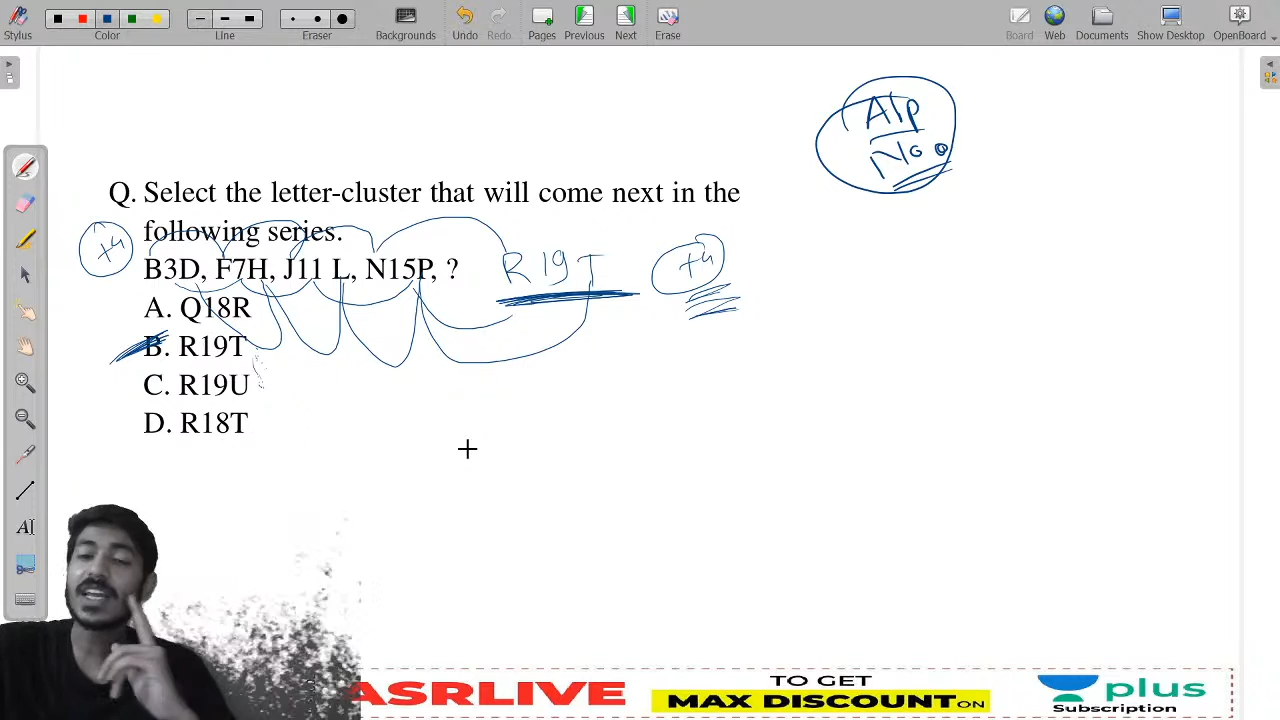 Stylus
Color
Line
Eraser
Backgrounds
Undo
Redo
Pages
Previous
Next
Erase
Board
Web
Documents
Show Desktop
OpenBoard
Alp
No.
Q. Select the letter-cluster that will come next in the
following series.
+4
B3D, F7H, J11 L, N15P, ? R19T +4
A. Q18R
B. R19T
C. R19U
D. R18T
ASRLIVE
TO GET
MAX DISCOUNT ON
plus
Subscription